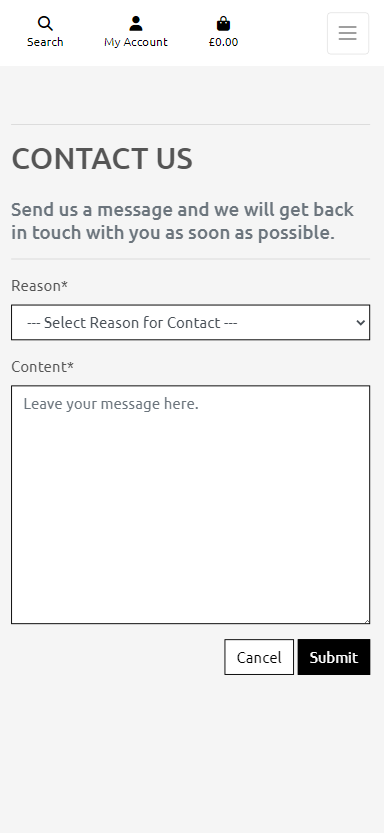 Search My Account £0.00
CONTACT US
Send us a message and we will get back
in touch with you as soon as possible.
Reason*
--- Select Reason for Contact ---
Content*
Leave your message here.
Cancel Submit